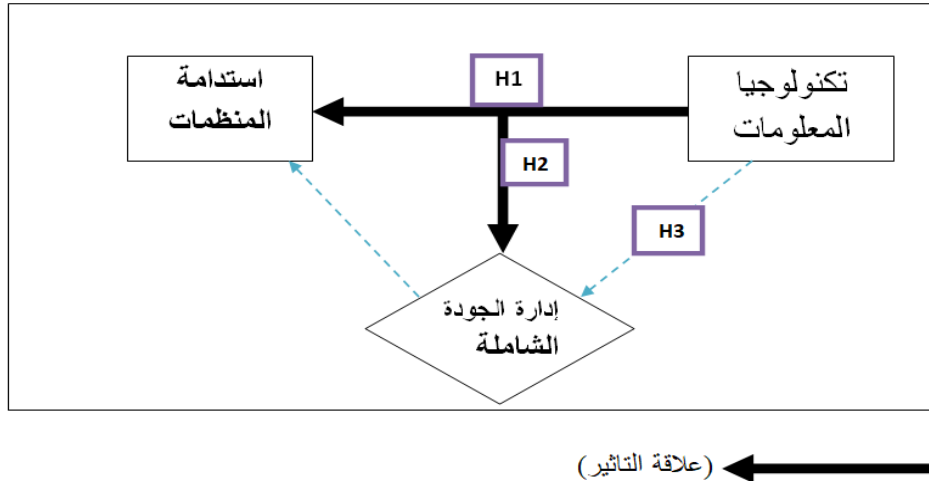 H1
تكنولوجيا
المعلومات
استدامة
المنظمات
H2
H3
إدارة الجودة
الشاملة
(علاقة التاثير)